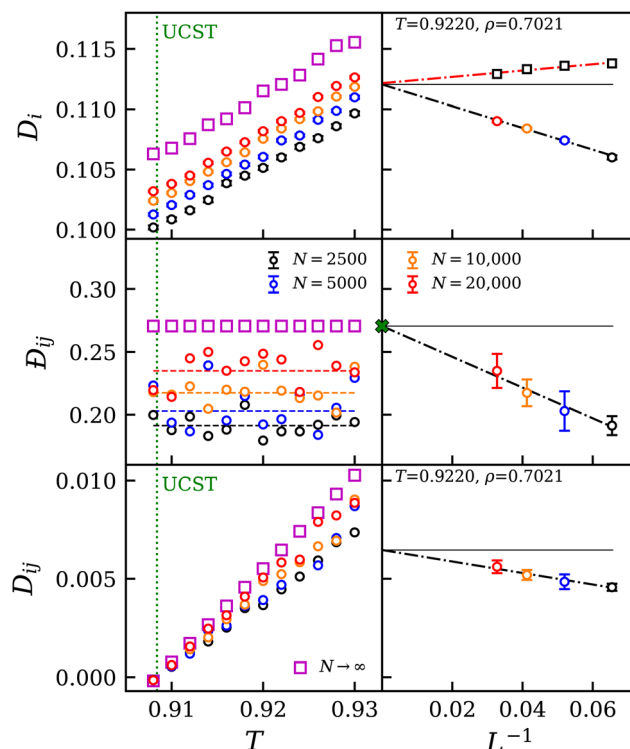 UCST
T=0.9220, ρ=0.7021
0.115
0.110
0.105
0.100
D_i
N = 2500
N = 5000
N = 10,000
N = 20,000
0.30
0.25
0.20
Đ_ij
UCST
T=0.9220, ρ=0.7021
0.010
0.005
0.000
D_ij
N → ∞
0.91 0.92 0.93
0.02 0.04 0.06
T
L⁻¹